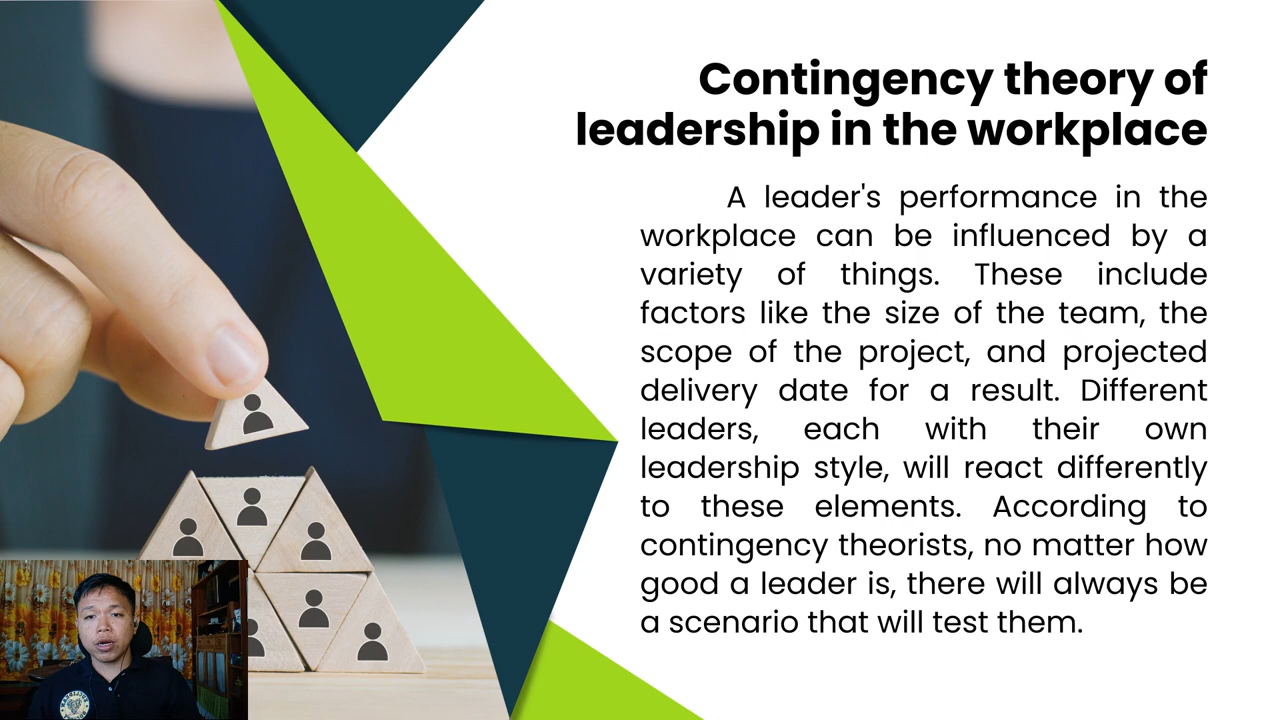 Contingency theory of
leadership in the workplace
A leader's performance in the
workplace can be influenced by a
variety of things. These include
factors like the size of the team, the
scope of the project, and projected
delivery date for a result. Different
leaders, each with their own
leadership style, will react differently
to these elements. According to
contingency theorists, no matter how
good a leader is, there will always be
a scenario that will test them.